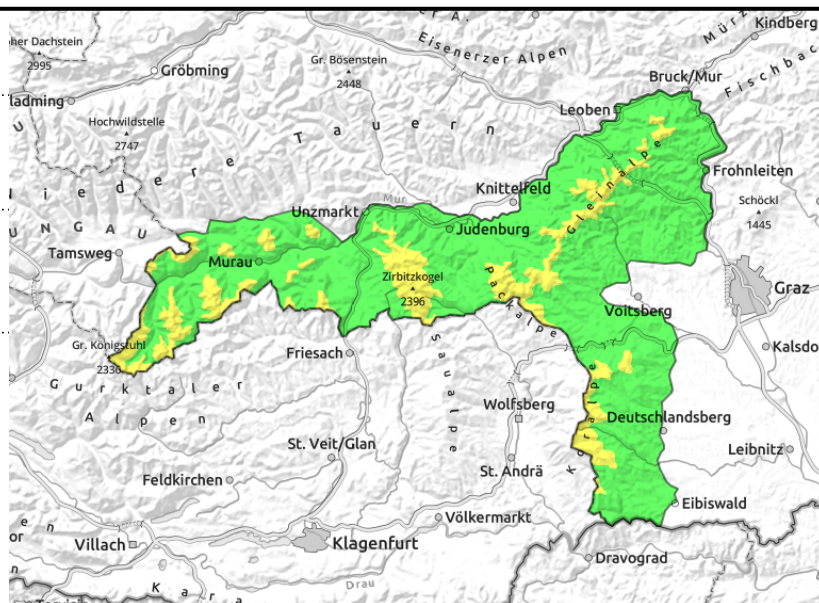 her Dachstein
2995
Gröbming
ladming
Hochwildstelle
2747
Gr. Bösenstein
2448
er A.
Eisenerzer Alpen
Mürz
Kindberg
Bruck/Mur
Fischbac
Leoben
Niedere Tauern
Frohnleiten
Schöckl
1445
Knittelfeld
Gleinalpe
Mur
Unzmarkt
Judenburg
UNGAU
Tamsweg
Murau
Zirbitzkogel
2396
Packalpe
Graz
Voitsberg
Gr. Königstuhl
2336
Friesach
Kalsdo
Gurktaler
Alpen
Saualpe
Wolfsberg
Koralpe
Deutschlandsberg
Leibnitz
St. Veit/Glan
St. Andrä
Feldkirchen
Eibiswald
Völkermarkt
Villach
Klagenfurt
Dravograd
Drau
Kara